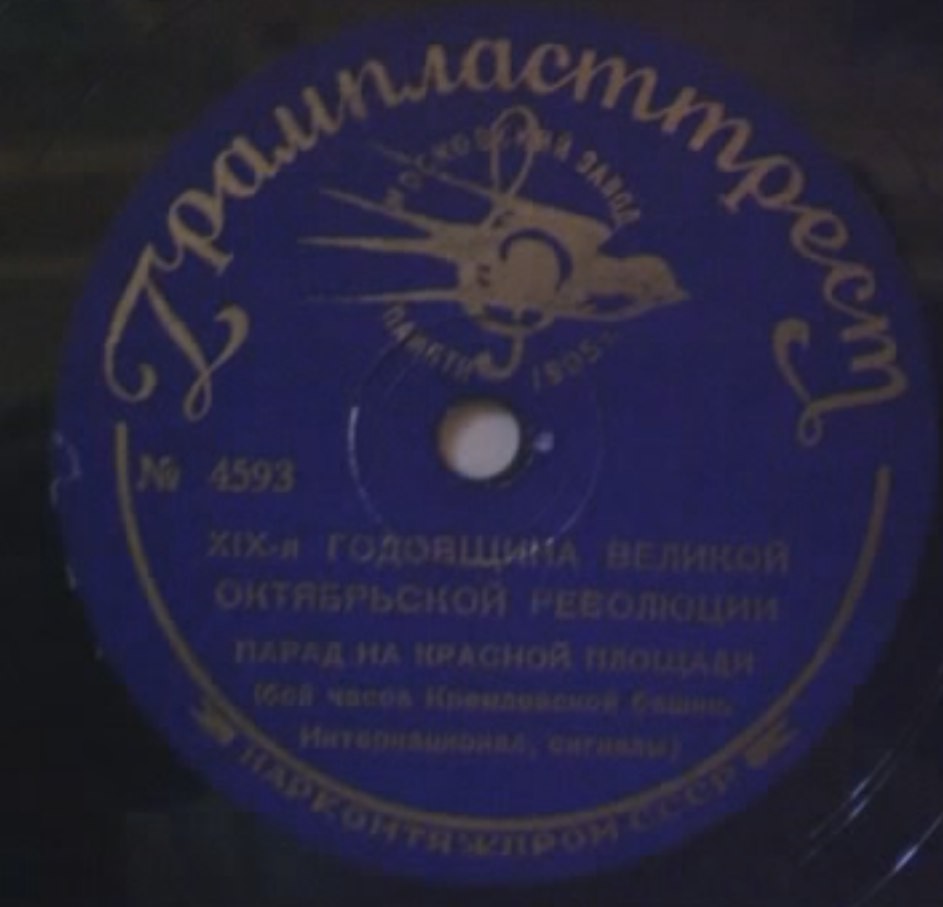 Грампласттрест
МОСКОВСКИЙ ЗАВОД
ПАМЯТИ 1905 г.
№ 4593
XIX-я ГОДОВЩИНА ВЕЛИКОЙ
ОКТЯБРЬСКОЙ РЕВОЛЮЦИИ
ПАРАД НА КРАСНОЙ ПЛОЩАДИ
(бой часов Кремлевской башни
Интернационал, сигналы)
НАРКОМТЯЖПРОМ СССР